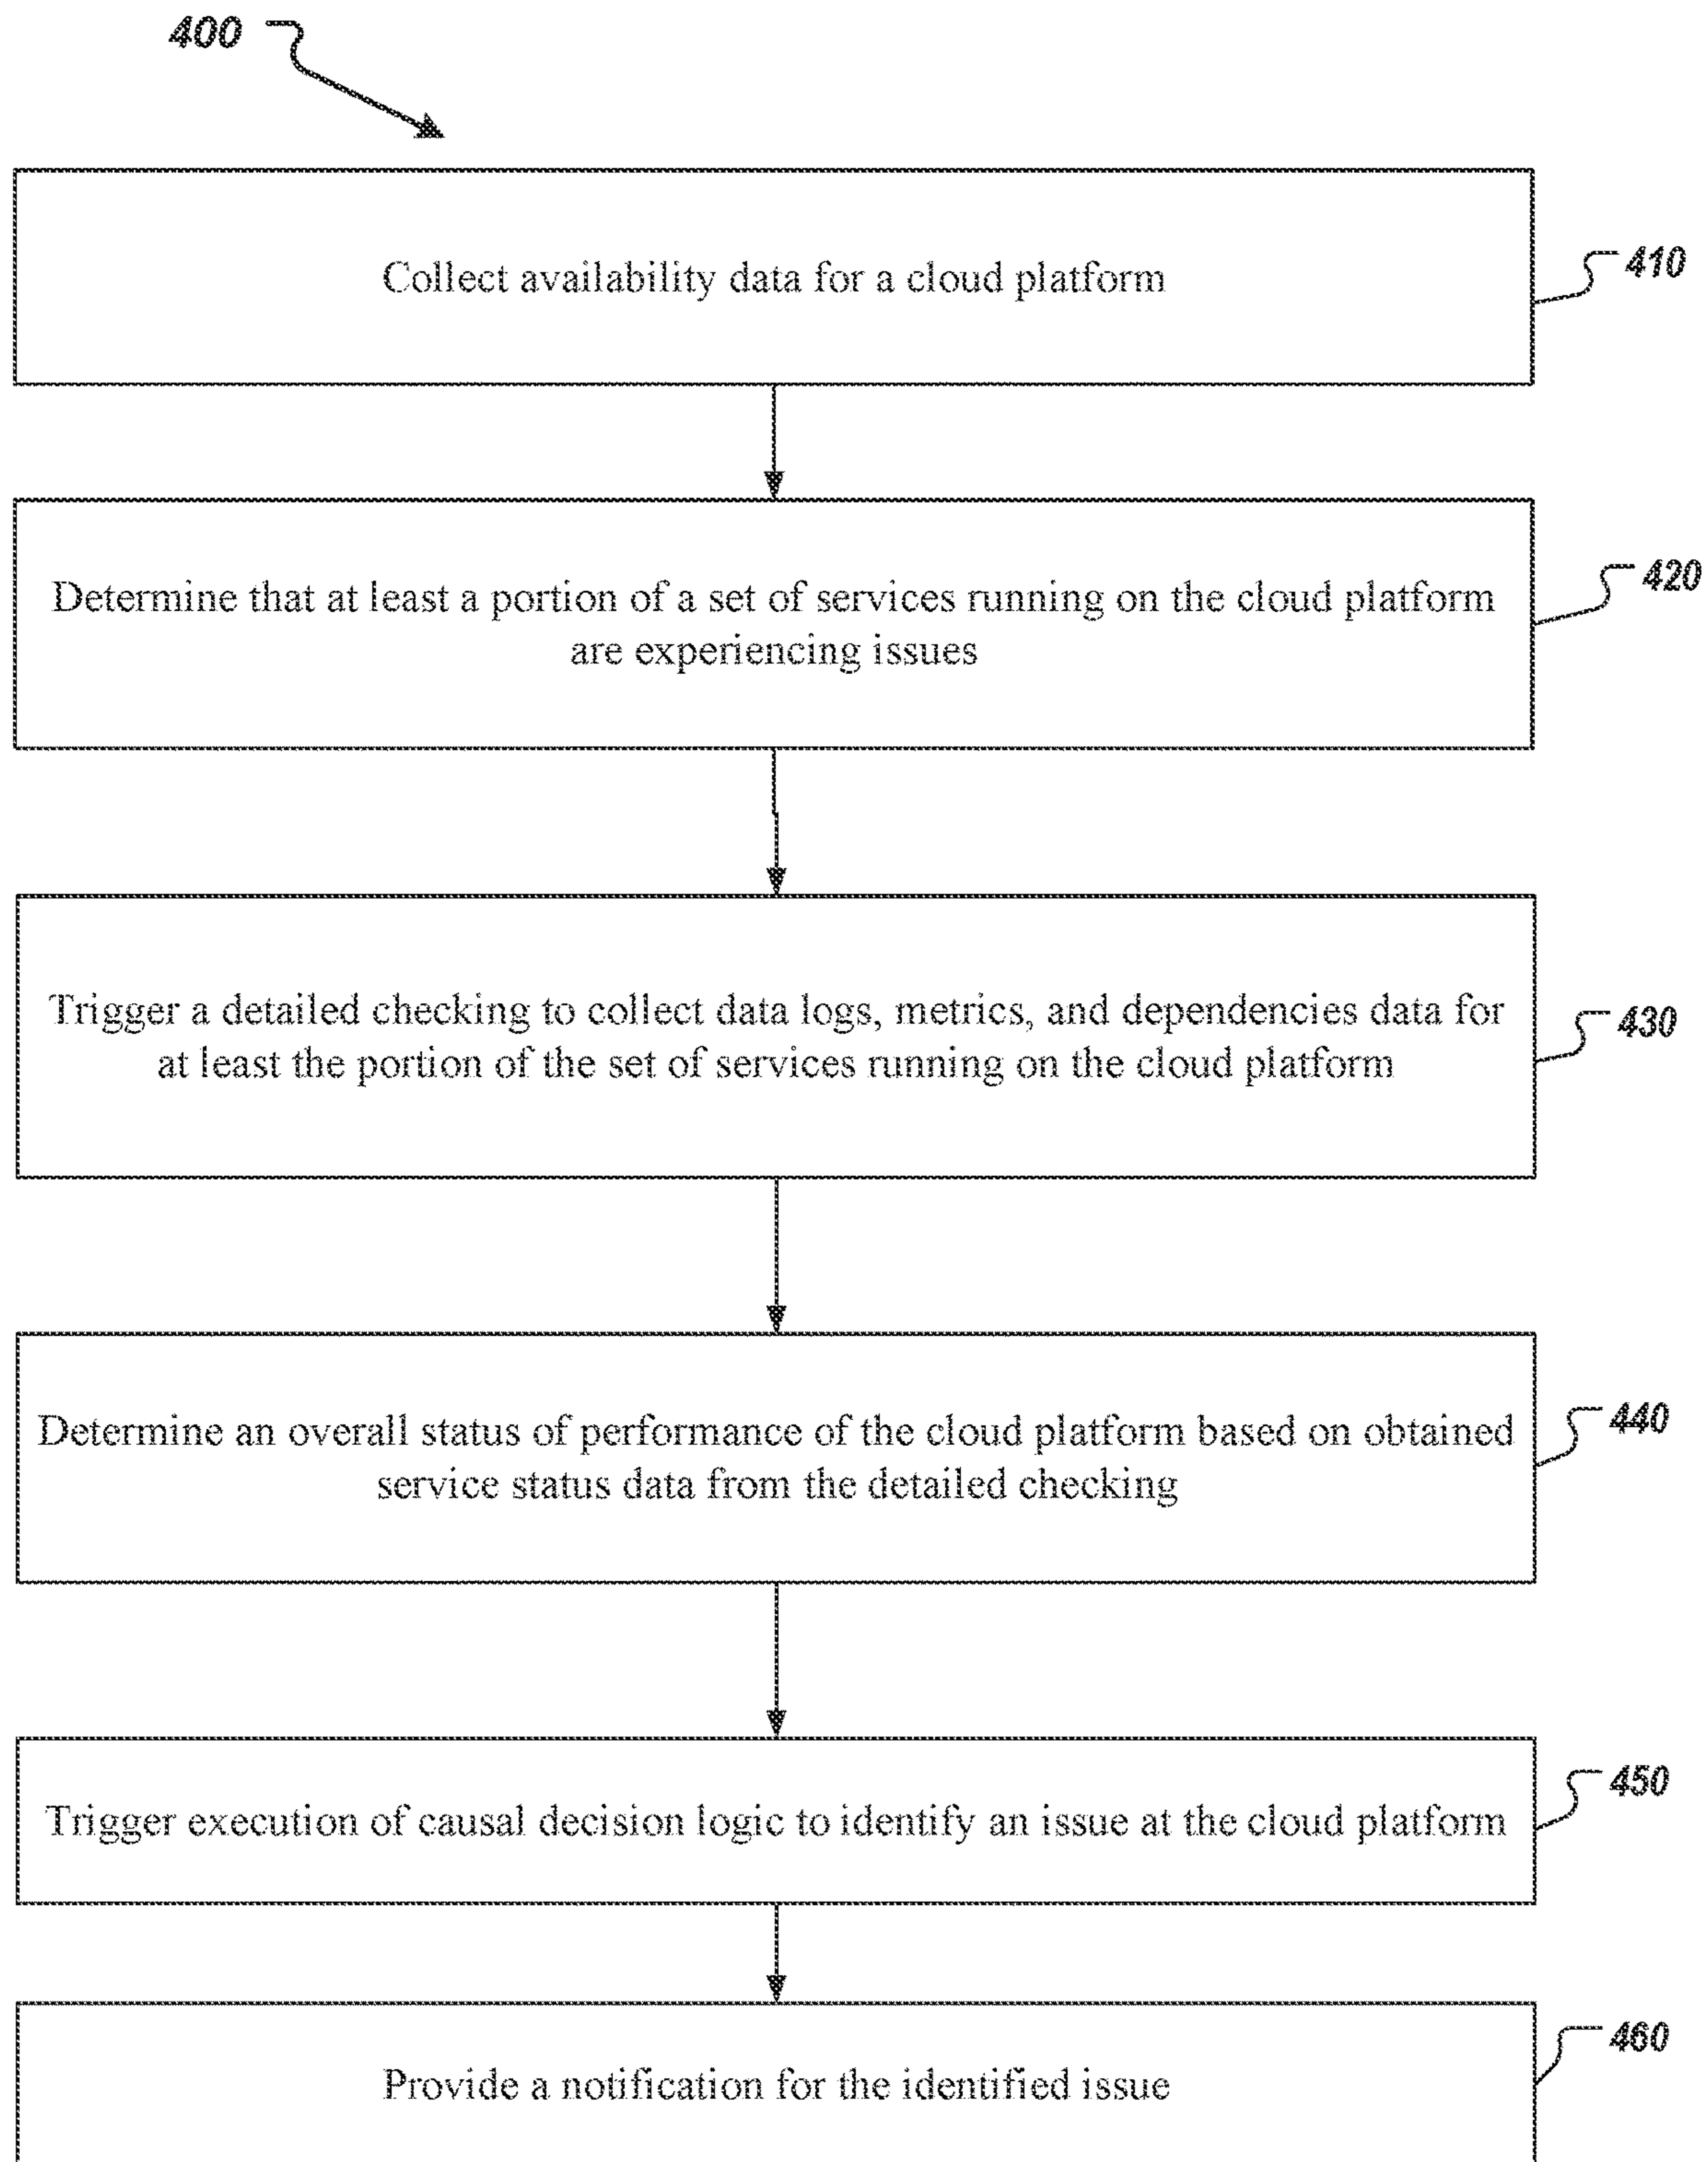 400
Collect availability data for a cloud platform
410
Determine that at least a portion of a set of services running on the cloud platform
are experiencing issues
420
Trigger a detailed checking to collect data logs, metrics, and dependencies data for
at least the portion of the set of services running on the cloud platform
430
Determine an overall status of performance of the cloud platform based on obtained
service status data from the detailed checking
440
Trigger execution of causal decision logic to identify an issue at the cloud platform
450
Provide a notification for the identified issue
460